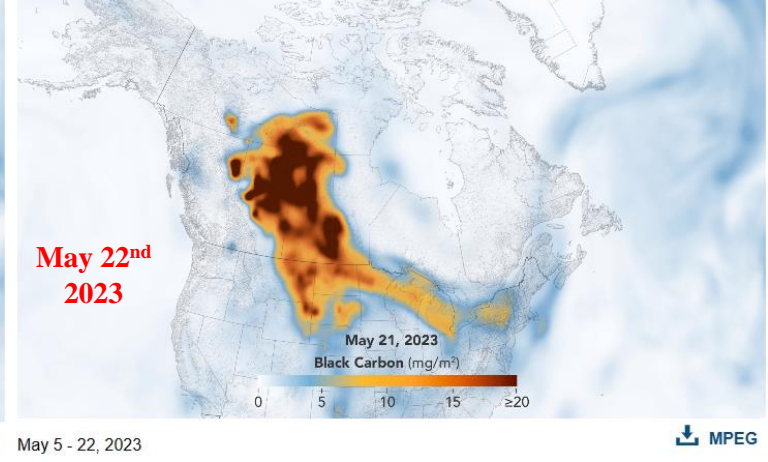 May 22nd
2023
May 21, 2023
Black Carbon (mg/m²)
0 5 10 15 ≥20
May 5 - 22, 2023
MPEG